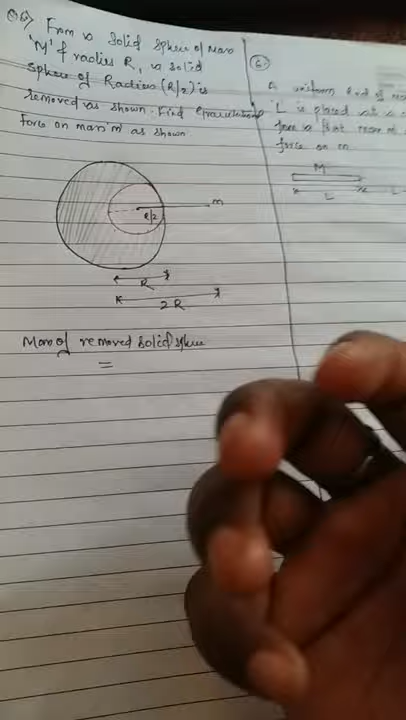 Q6) From a Solid Sphere of Mass
'M' & radius R, a solid
Sphere of Radius (R/2) is
removed as shown. Find Gravitational
Force on mass 'm' as shown
R/2
m
R
2R
Mass of removed solid sphere
=
6
A uniform Rod of
'L' is placed at a
from a
force on m
M
L
L